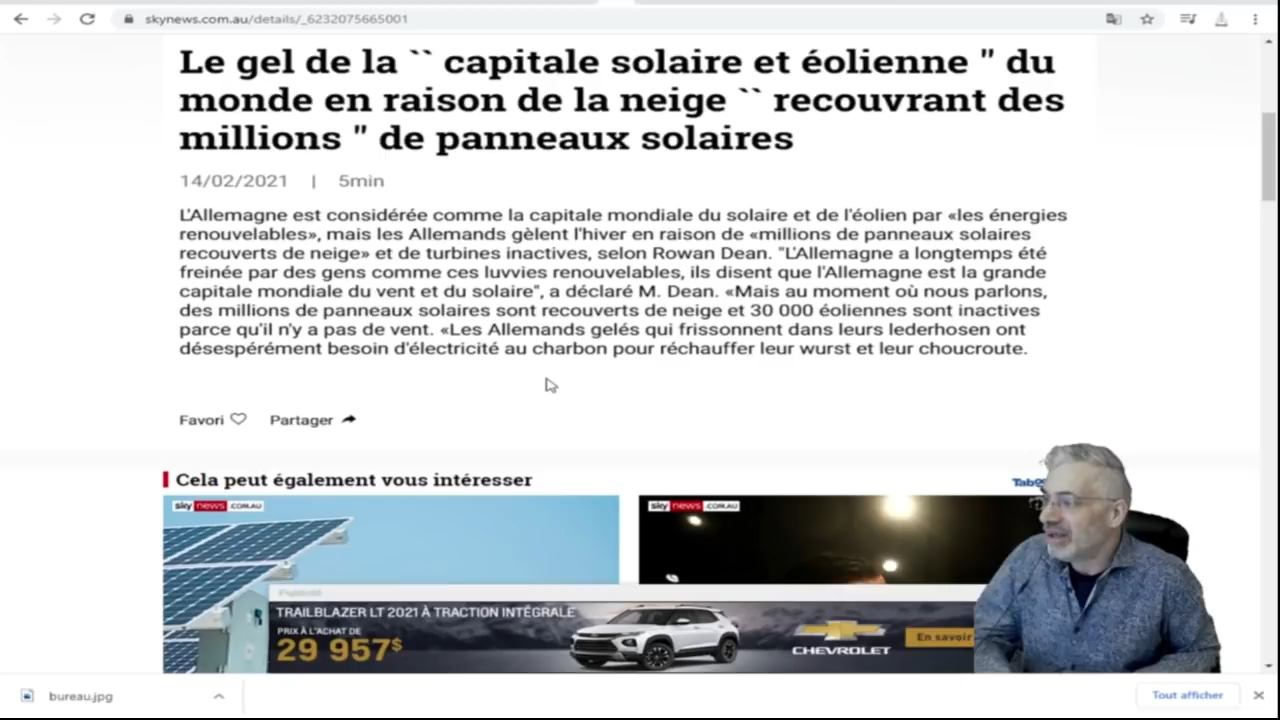 skynews.com.au/details/_6232075665001
Le gel de la `` capitale solaire et éolienne " du
monde en raison de la neige `` recouvrant des
millions " de panneaux solaires
14/02/2021 | 5min
L'Allemagne est considérée comme la capitale mondiale du solaire et de l'éolien par «les énergies
renouvelables», mais les Allemands gèlent l'hiver en raison de «millions de panneaux solaires
recouverts de neige» et de turbines inactives, selon Rowan Dean. "L'Allemagne a longtemps été
freinée par des gens comme ces luvvies renouvelables, ils disent que l'Allemagne est la grande
capitale mondiale du vent et du solaire", a déclaré M. Dean. «Mais au moment où nous parlons,
des millions de panneaux solaires sont recouverts de neige et 30 000 éoliennes sont inactives
parce qu'il n'y a pas de vent. «Les Allemands gelés qui frissonnent dans leurs lederhosen ont
désespérément besoin d'électricité au charbon pour réchauffer leur wurst et leur choucroute.
Favori Partager
Cela peut également vous intéresser
sky news .COM.AU
sky news .COM.AU
TRAILBLAZER LT 2021 À TRACTION INTÉGRALE
PRIX À L'ACHAT DE
29 957$
CHEVROLET
En savoir
bureau.jpg
Tout afficher